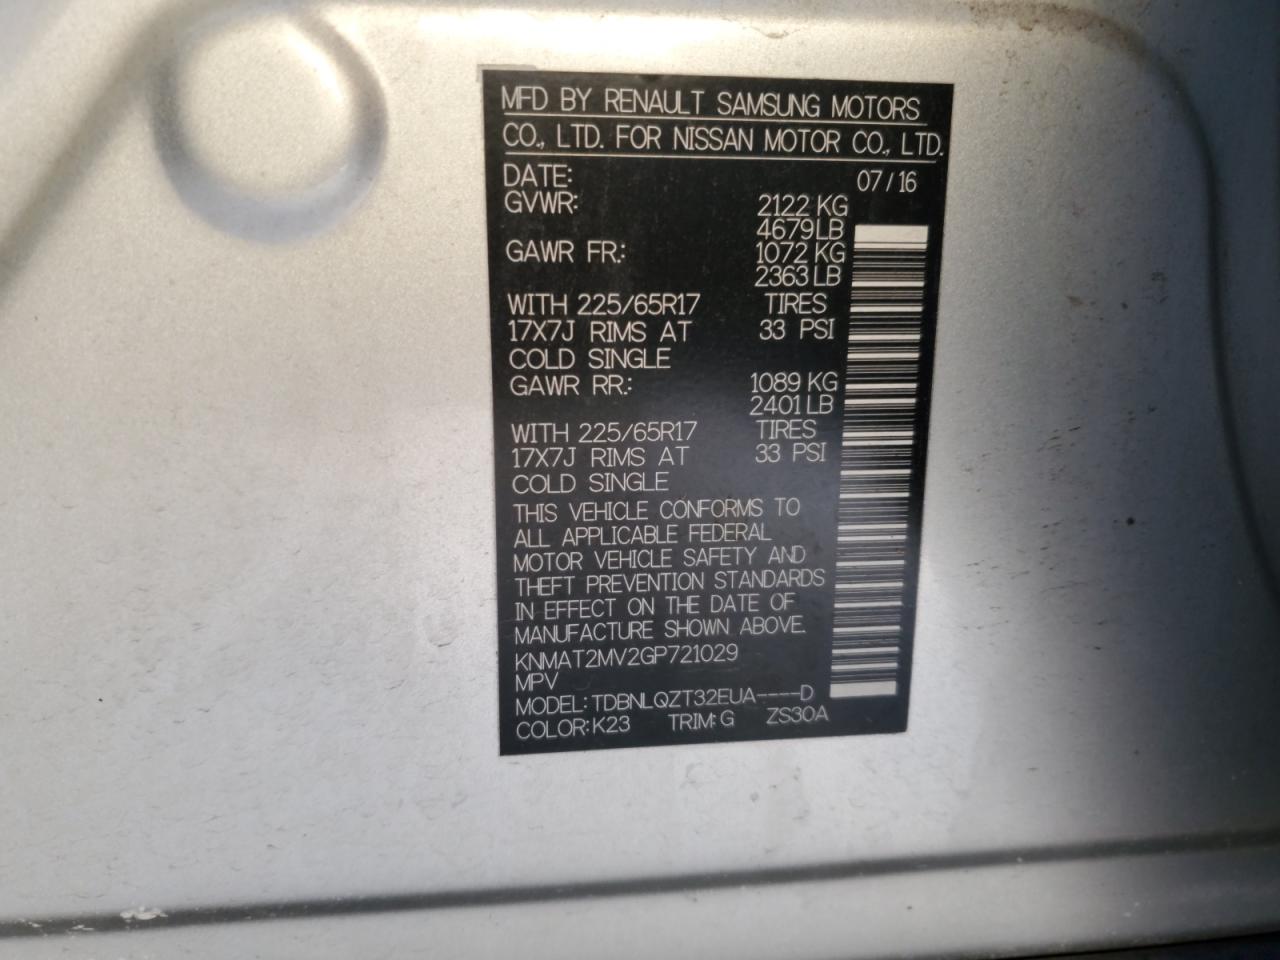 MFD BY RENAULT SAMSUNG MOTORS
CO., LTD. FOR NISSAN MOTOR CO., LTD.
DATE: 07/16
GVWR: 2122 KG
4679 LB
GAWR FR.: 1072 KG
2363 LB
WITH 225/65R17 TIRES
17X7J RIMS AT 33 PSI
COLD SINGLE
GAWR RR.: 1089 KG
2401 LB
WITH 225/65R17 TIRES
17X7J RIMS AT 33 PSI
COLD SINGLE
THIS VEHICLE CONFORMS TO
ALL APPLICABLE FEDERAL
MOTOR VEHICLE SAFETY AND
THEFT PREVENTION STANDARDS
IN EFFECT ON THE DATE OF
MANUFACTURE SHOWN ABOVE.
KNMAT2MV2GP721029
MPV
MODEL: TDBNLQZT32EUA----D
COLOR: K23 TRIM: G ZS30A